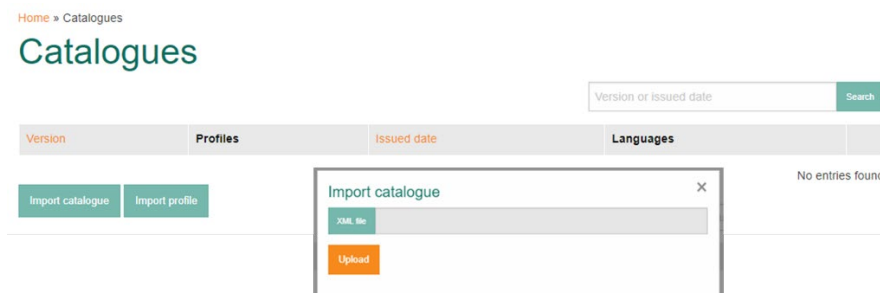 Home » Catalogues
Catalogues
Version or issued date Search
Version Profiles Issued date Languages
No entries found
Import catalogue Import profile
Import catalogue ×
XML file
Upload